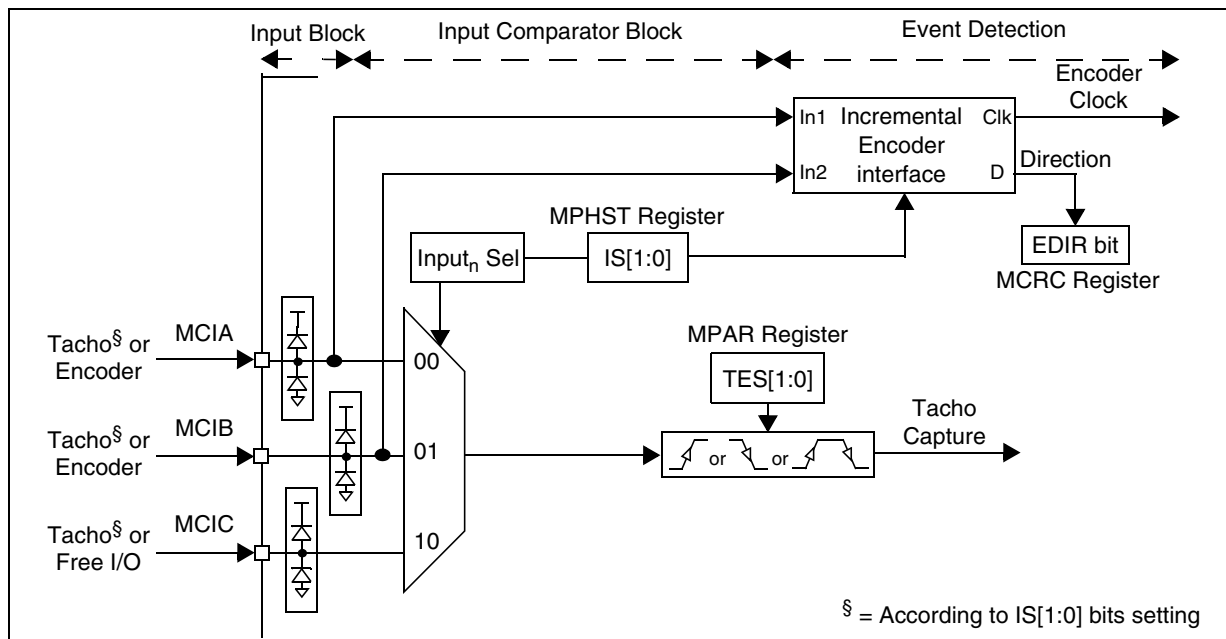 Input Block
Input Comparator Block
Event Detection
Encoder
Clock
In1
Incremental
Clk
Encoder
In2
interface
D
Direction
MPHST Register
Input_n Sel
IS[1:0]
EDIR bit
MCRC Register
MCIA
Tacho§ or
Encoder
00
MPAR Register
TES[1:0]
MCIB
Tacho§ or
Encoder
01
or
or
Tacho
Capture
MCIC
Tacho§ or
Free I/O
10
§ = According to IS[1:0] bits setting